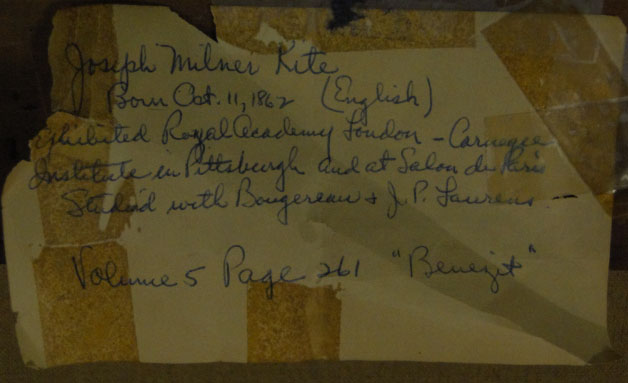 Joseph Milner Kite
Born Oct. 11, 1862 (English)
Exhibited Royal Academy London - Carnegie
Institute in Pittsburgh and at Salon du Paris
Studied with Bougereau & J. P. Laurens -
Volume 5 Page 261 "Benezit"